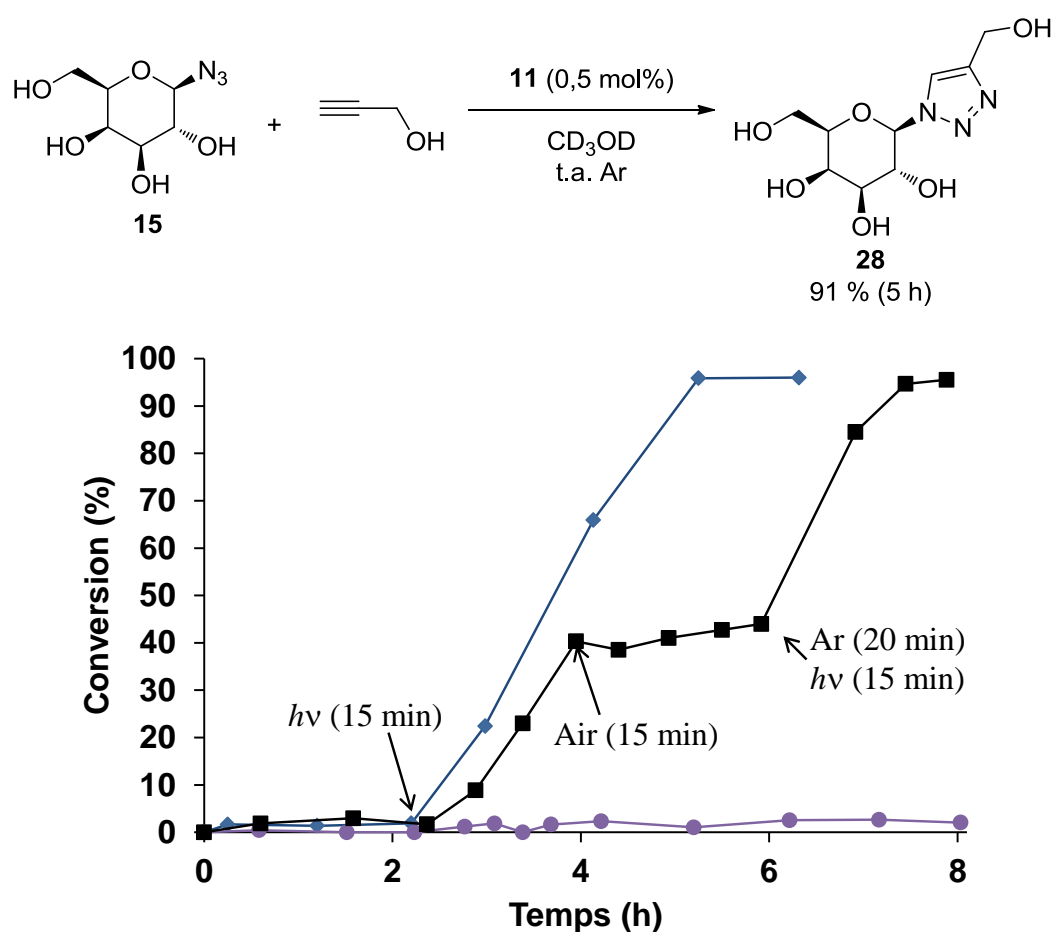 HO
O
N3
HO
OH
OH
15
+
OH
11 (0,5 mol%)
CD3OD
t.a. Ar
OH
N
N
N
O
HO
HO
OH
OH
28
91 % (5 h)
Conversion (%)
100
90
80
70
60
50
40
30
20
10
0
hν (15 min)
Air (15 min)
Ar (20 min)
hν (15 min)
0 2 4 6 8
Temps (h)